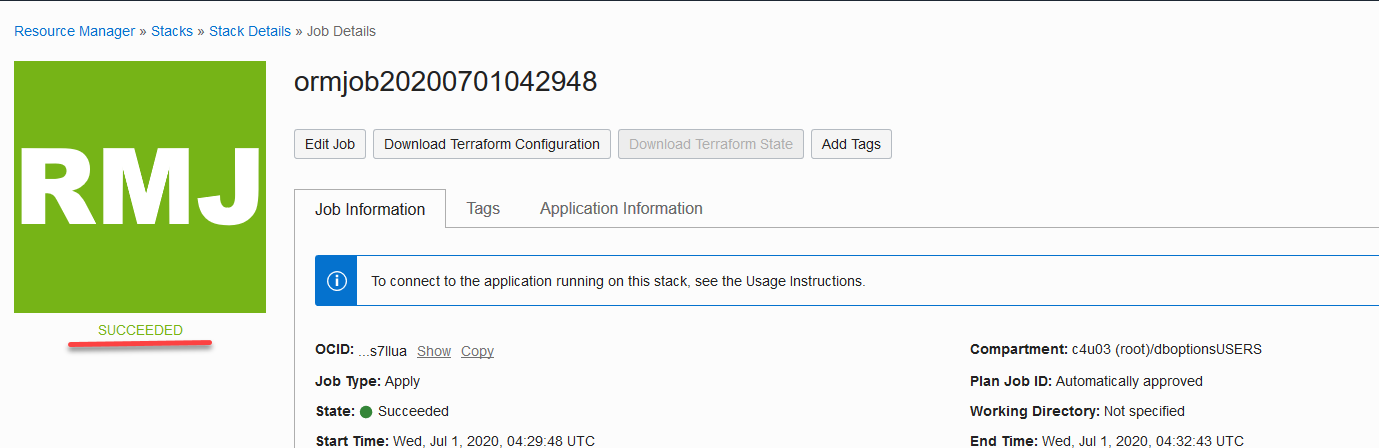 Resource Manager » Stacks » Stack Details » Job Details
RMJ
SUCCEEDED
ormjob20200701042948
Edit Job Download Terraform Configuration Download Terraform State Add Tags
Job Information Tags Application Information
To connect to the application running on this stack, see the Usage Instructions.
OCID: ...s7llua Show Copy
Job Type: Apply
State: Succeeded
Start Time: Wed, Jul 1, 2020, 04:29:48 UTC
Compartment: c4u03 (root)/dboptionsUSERS
Plan Job ID: Automatically approved
Working Directory: Not specified
End Time: Wed, Jul 1, 2020, 04:32:43 UTC